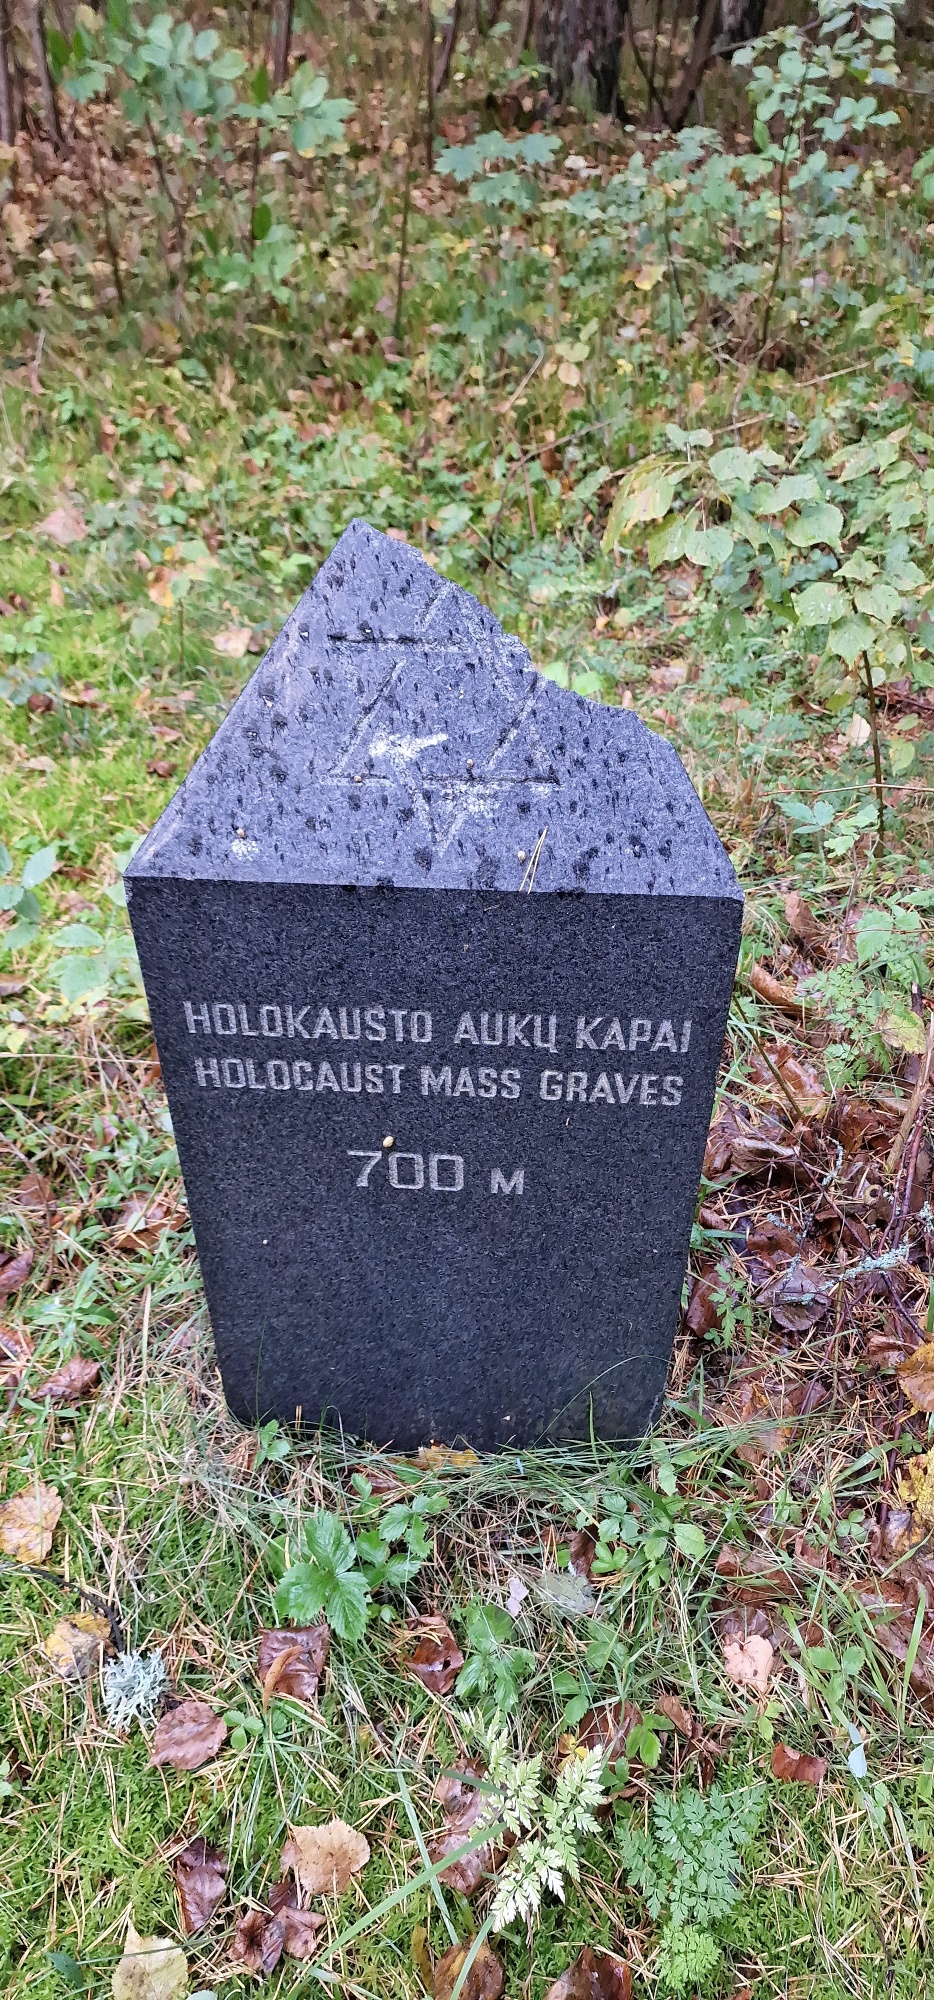 HOLOKAUSTO AUKŲ KAPAI
HOLOCAUST MASS GRAVES
700 M